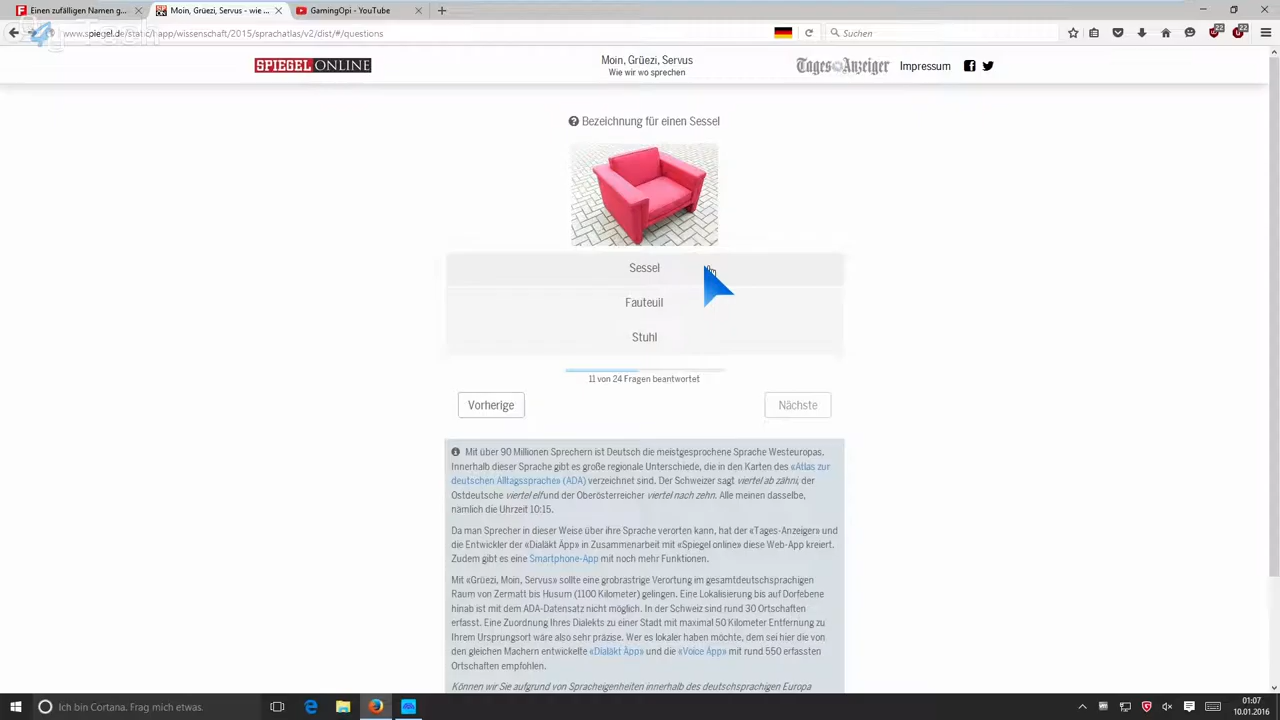 Einen zufälligen Namen g...
Moin, Grüezi, Servus - wie ...
GamingOpi - YouTube
www.spiegel.de/static/happ/wissenschaft/2015/sprachatlas/v2/dist/#/questions
Suchen
22
2
SPIEGEL ONLINE
Moin, Grüezi, Servus
Wie wir wo sprechen
Tages Anzeiger
Impressum
Bezeichnung für einen Sessel
Sessel
Fauteuil
Stuhl
11 von 24 Fragen beantwortet
Vorherige
Nächste
Mit über 90 Millionen Sprechern ist Deutsch die meistgesprochene Sprache Westeuropas.
Innerhalb dieser Sprache gibt es große regionale Unterschiede, die in den Karten des «Atlas zur
deutschen Alltagssprache» (ADA) verzeichnet sind. Der Schweizer sagt viertel ab zähni, der
Ostdeutsche viertel elf und der Oberösterreicher viertel nach zehn. Alle meinen dasselbe,
nämlich die Uhrzeit 10:15.
Da man Sprecher in dieser Weise über ihre Sprache verorten kann, hat der «Tages-Anzeiger» und
die Entwickler der «Dialäkt Äpp» in Zusammenarbeit mit «Spiegel online» diese Web-App kreiert.
Zudem gibt es eine Smartphone-App mit noch mehr Funktionen.
Mit «Grüezi, Moin, Servus» sollte eine grobrastrige Verortung im gesamtdeutschsprachigen
Raum von Zermatt bis Husum (1100 Kilometer) gelingen. Eine Lokalisierung bis auf Dorfebene
hinab ist mit dem ADA-Datensatz nicht möglich. In der Schweiz sind rund 30 Ortschaften
erfasst. Eine Zuordnung Ihres Dialekts zu einer Stadt mit maximal 50 Kilometer Entfernung zu
Ihrem Ursprungsort wäre also sehr präzise. Wer es lokaler haben möchte, dem sei hier die von
den gleichen Machern entwickelte «Dialäkt Äpp» und die «Voice Äpp» mit rund 550 erfassten
Ortschaften empfohlen.
Können wir Sie aufgrund von Spracheigenheiten innerhalb des deutschsprachigen Europa
Ich bin Cortana. Frag mich etwas.
01:07
10.01.2016